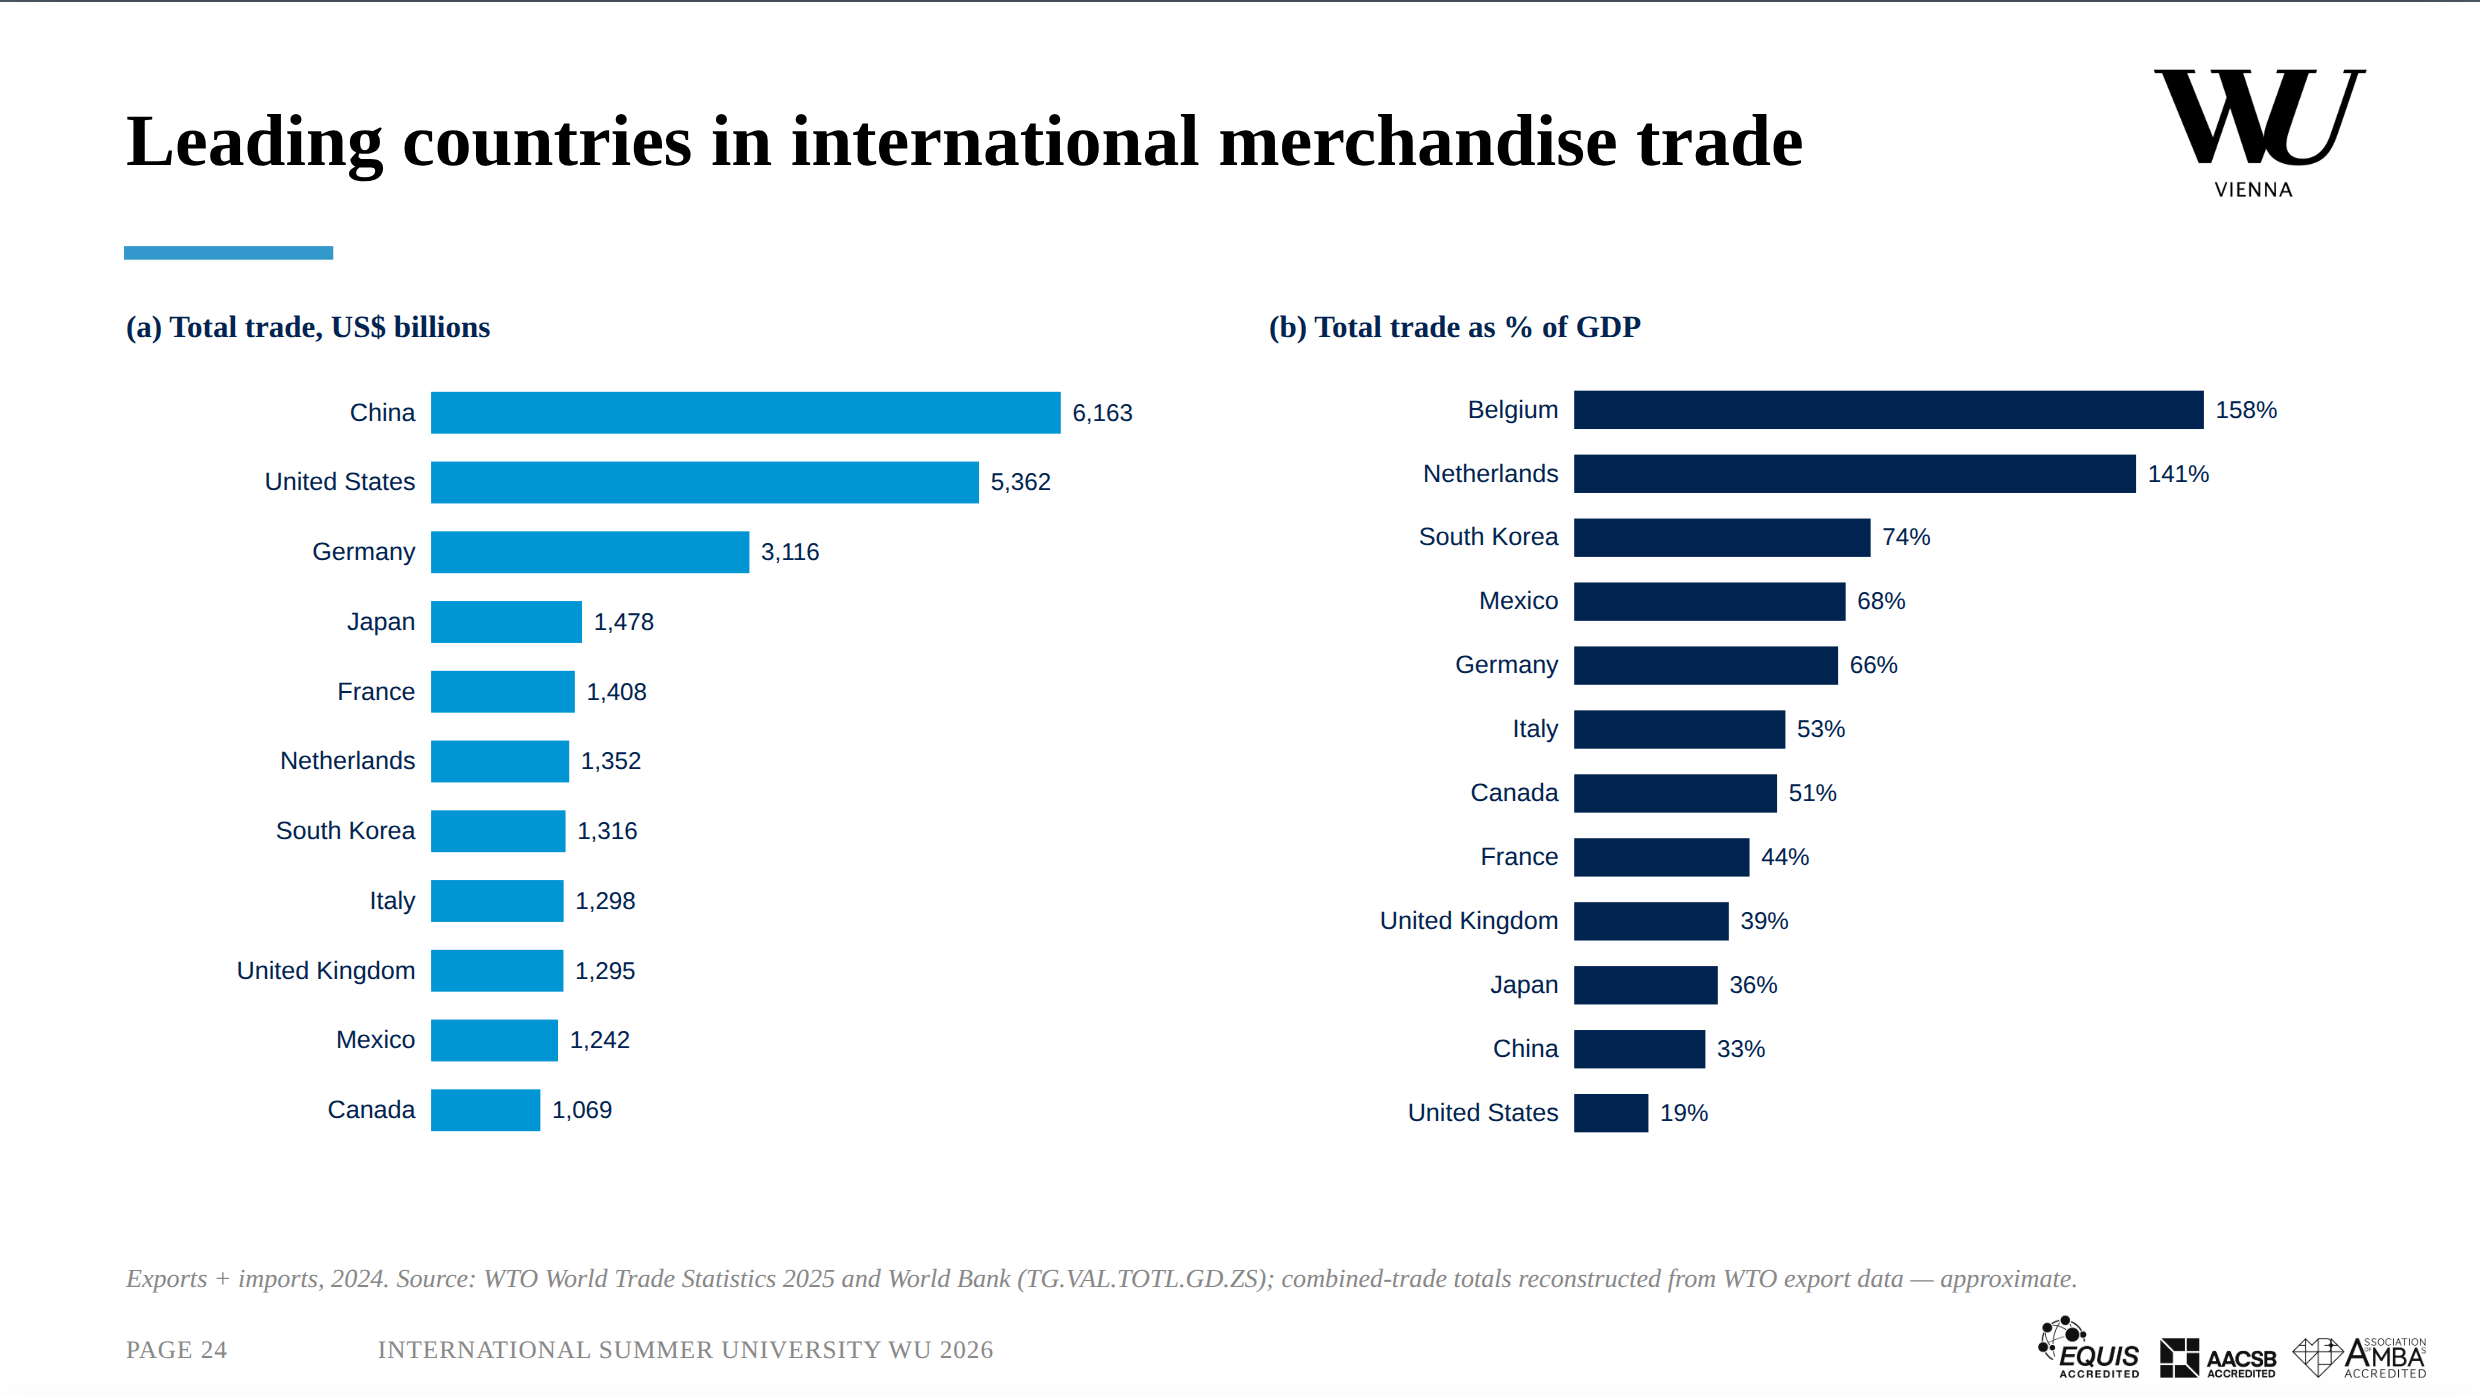 Leading countries in international merchandise trade
WU
VIENNA
(a) Total trade, US$ billions
China 6,163
United States 5,362
Germany 3,116
Japan 1,478
France 1,408
Netherlands 1,352
South Korea 1,316
Italy 1,298
United Kingdom 1,295
Mexico 1,242
Canada 1,069
(b) Total trade as % of GDP
Belgium 158%
Netherlands 141%
South Korea 74%
Mexico 68%
Germany 66%
Italy 53%
Canada 51%
France 44%
United Kingdom 39%
Japan 36%
China 33%
United States 19%
Exports + imports, 2024. Source: WTO World Trade Statistics 2025 and World Bank (TG.VAL.TOTL.GD.ZS); combined-trade totals reconstructed from WTO export data — approximate.
PAGE 24 INTERNATIONAL SUMMER UNIVERSITY WU 2026
EQUIS
ACCREDITED
AACSB
ACCREDITED
ASSOCIATION
OF AMBAS
ACCREDITED